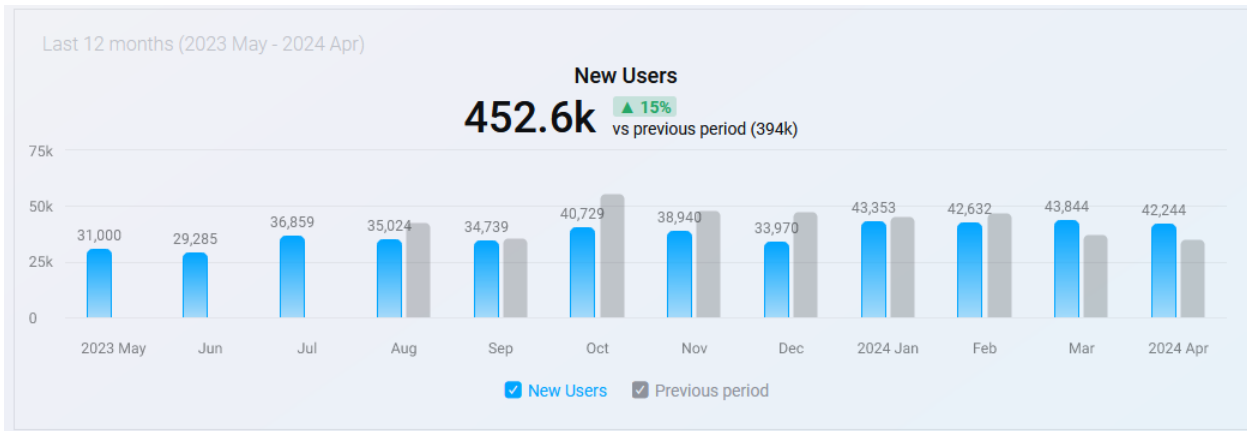 Last 12 months (2023 May - 2024 Apr)
New Users
452.6k
▲ 15%
vs previous period (394k)
75k
50k
25k
0
31,000
29,285
36,859
35,024
34,739
40,729
38,940
33,970
43,353
42,632
43,844
42,244
2023 May Jun Jul Aug Sep Oct Nov Dec 2024 Jan Feb Mar 2024 Apr
New Users Previous period